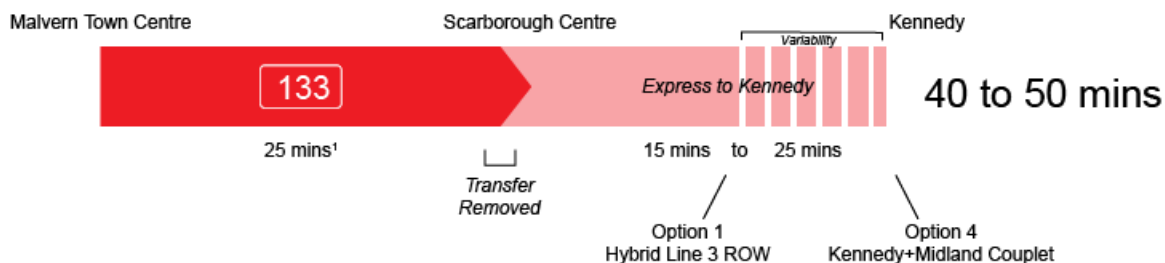 Malvern Town Centre
Scarborough Centre
Kennedy
Variability
133
Express to Kennedy
40 to 50 mins
25 mins¹
15 mins to 25 mins
Transfer
Removed
Option 1
Hybrid Line 3 ROW
Option 4
Kennedy+Midland Couplet